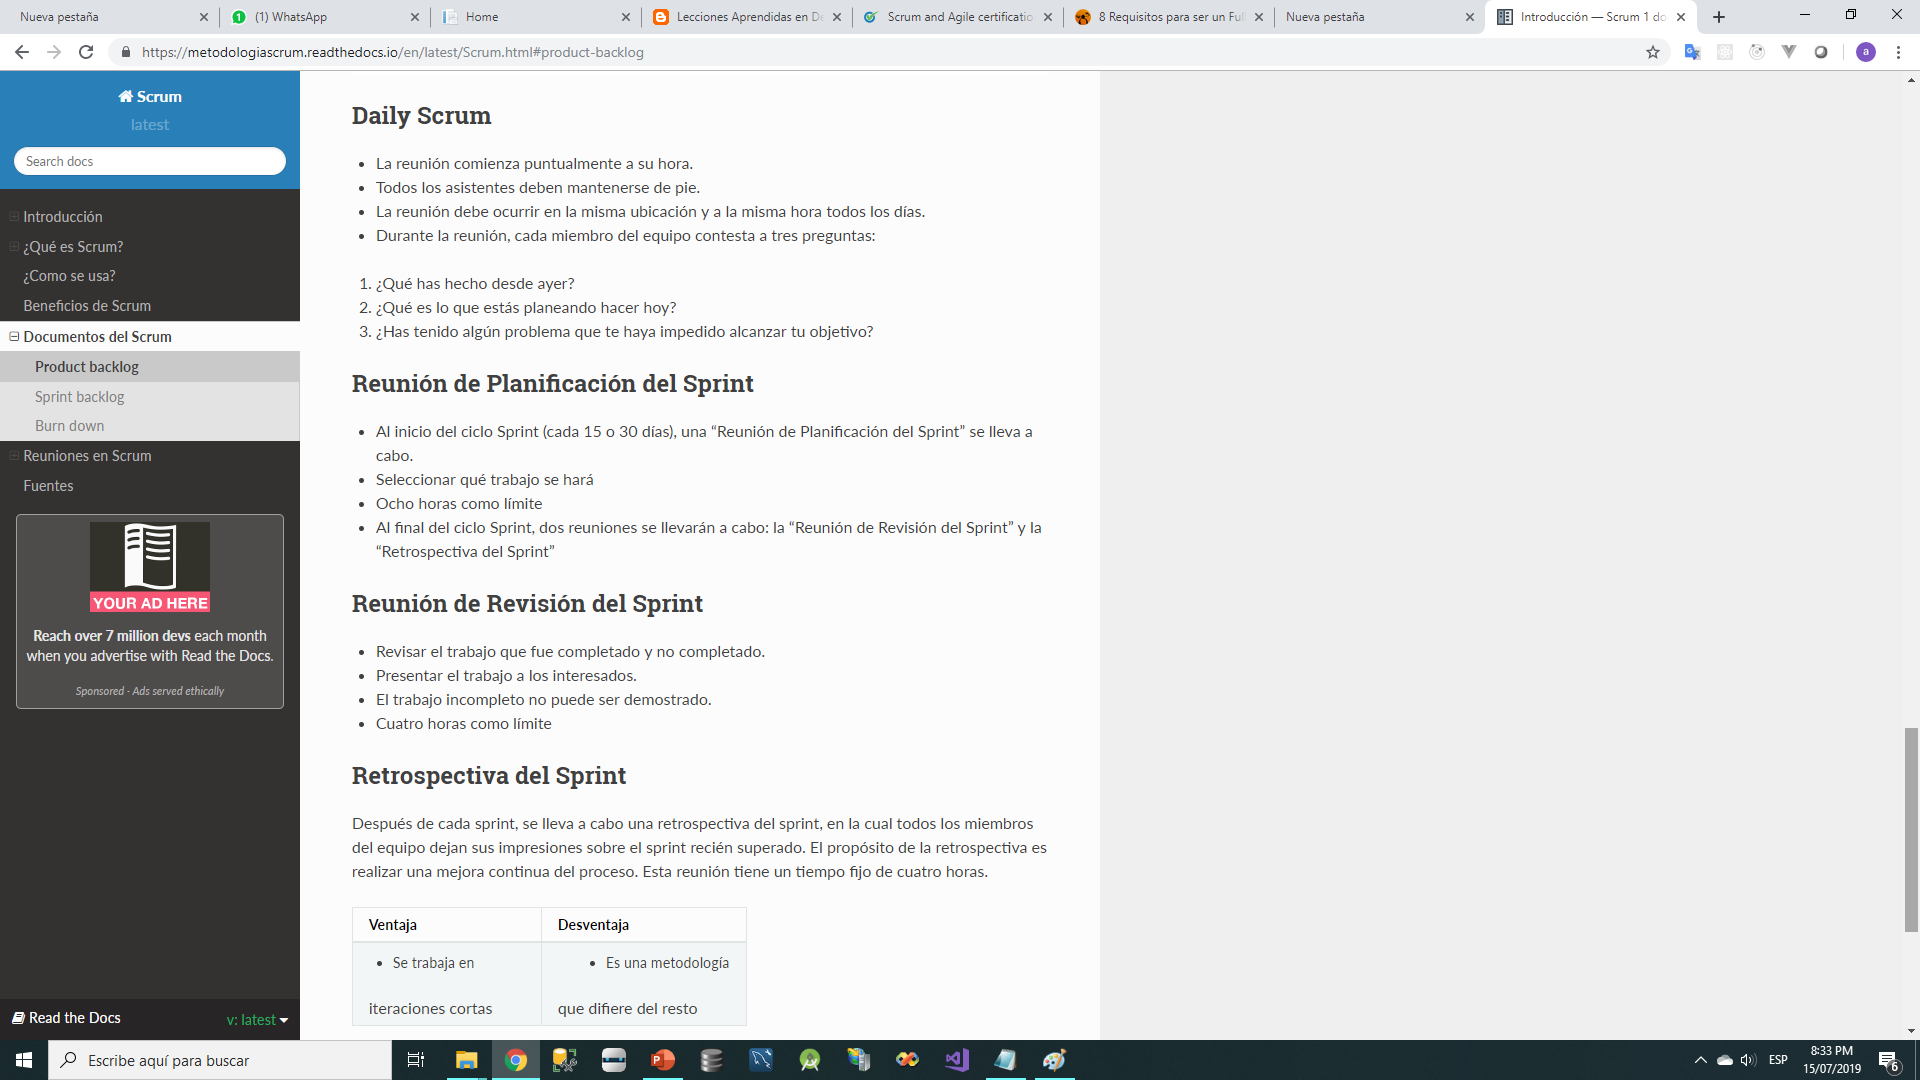 Nueva pestaña
(1) WhatsApp
Home
Lecciones Aprendidas en De
Scrum and Agile certificatio
8 Requisitos para ser un Ful
Nueva pestaña
Introducción — Scrum 1 do
https://metodologiascrum.readthedocs.io/en/latest/Scrum.html#product-backlog
a
Scrum
latest
Search docs
Introducción
¿Qué es Scrum?
¿Como se usa?
Beneficios de Scrum
Documentos del Scrum
Product backlog
Sprint backlog
Burn down
Reuniones en Scrum
Fuentes
YOUR AD HERE
Reach over 7 million devs each month
when you advertise with Read the Docs.
Sponsored - Ads served ethically
Read the Docs
v: latest
Daily Scrum
• La reunión comienza puntualmente a su hora.
• Todos los asistentes deben mantenerse de pie.
• La reunión debe ocurrir en la misma ubicación y a la misma hora todos los días.
• Durante la reunión, cada miembro del equipo contesta a tres preguntas:
1. ¿Qué has hecho desde ayer?
2. ¿Qué es lo que estás planeando hacer hoy?
3. ¿Has tenido algún problema que te haya impedido alcanzar tu objetivo?
Reunión de Planificación del Sprint
• Al inicio del ciclo Sprint (cada 15 o 30 días), una “Reunión de Planificación del Sprint” se lleva a
cabo.
• Seleccionar qué trabajo se hará
• Ocho horas como límite
• Al final del ciclo Sprint, dos reuniones se llevarán a cabo: la “Reunión de Revisión del Sprint” y la
“Retrospectiva del Sprint”
Reunión de Revisión del Sprint
• Revisar el trabajo que fue completado y no completado.
• Presentar el trabajo a los interesados.
• El trabajo incompleto no puede ser demostrado.
• Cuatro horas como límite
Retrospectiva del Sprint
Después de cada sprint, se lleva a cabo una retrospectiva del sprint, en la cual todos los miembros
del equipo dejan sus impresiones sobre el sprint recién superado. El propósito de la retrospectiva es
realizar una mejora continua del proceso. Esta reunión tiene un tiempo fijo de cuatro horas.
Ventaja Desventaja
• Se trabaja en • Es una metodología
iteraciones cortas que difiere del resto
Escribe aquí para buscar
ESP
8:33 PM
15/07/2019
6